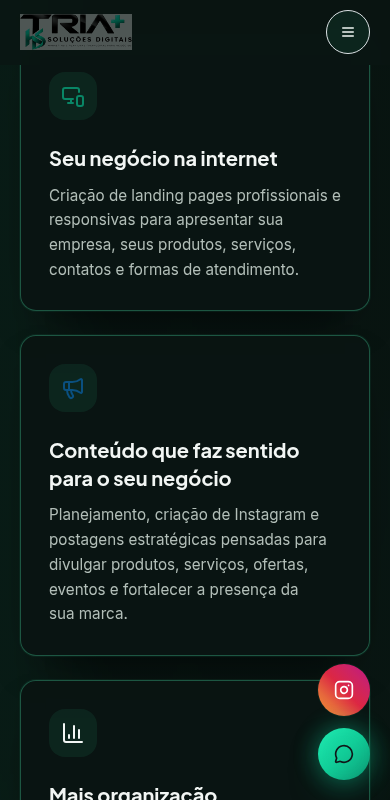 TRIA+
SOLUÇÕES DIGITAIS
Seu negócio na internet
Criação de landing pages profissionais e
responsivas para apresentar sua
empresa, seus produtos, serviços,
contatos e formas de atendimento.
Conteúdo que faz sentido
para o seu negócio
Planejamento, criação de Instagram e
postagens estratégicas pensadas para
divulgar produtos, serviços, ofertas,
eventos e fortalecer a presença da
sua marca.
Mais organização